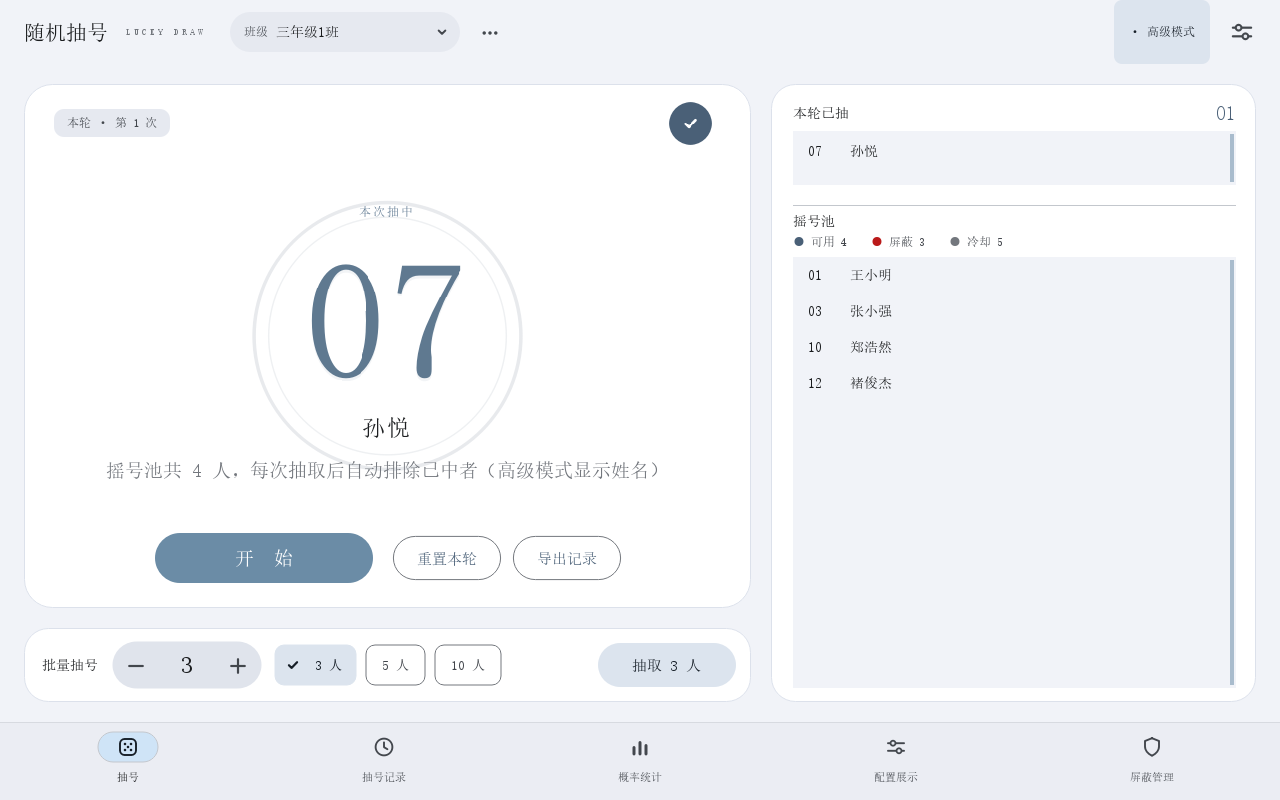 随机抽号 LUCKY DRAW 班级 三年级1班 ••• • 高级模式
本轮 • 第 1 次
本次抽中
07
孙悦
摇号池共 4 人，每次抽取后自动排除已中者（高级模式显示姓名）
开 始 重置本轮 导出记录
批量抽号 3 3 人 5 人 10 人 抽取 3 人
本轮已抽 01
07 孙悦
摇号池
可用 4 屏蔽 3 冷却 5
01 王小明
03 张小强
10 郑浩然
12 褚俊杰
抽号 抽号记录 概率统计 配置展示 屏蔽管理